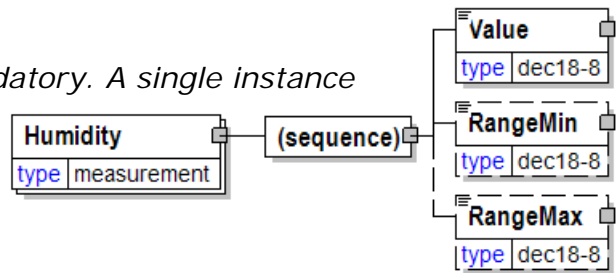 Value
type dec18-8
datory. A single instance
RangeMin
Humidity
(sequence)
type dec18-8
type measurement
RangeMax
type dec18-8